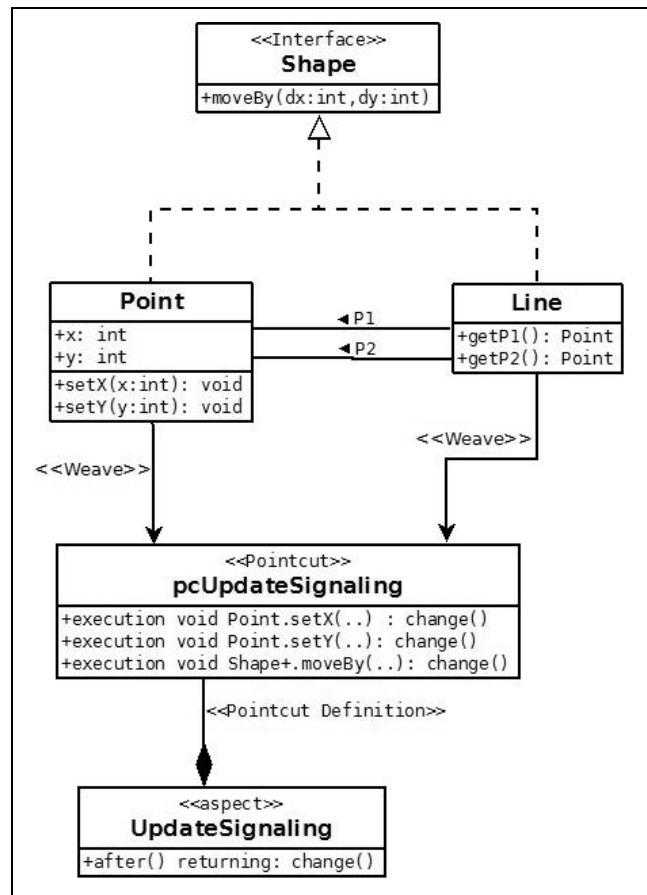 <<Interface>>
Shape
+moveBy(dx:int,dy:int)
Point
+x: int
+y: int
+setX(x:int): void
+setY(y:int): void
◄ P1
◄ P2
Line
+getP1(): Point
+getP2(): Point
<<Weave>>
<<Weave>>
<<Pointcut>>
pcUpdateSignaling
+execution void Point.setX(..) : change()
+execution void Point.setY(..): change()
+execution void Shape+.moveBy(..): change()
<<Pointcut Definition>>
<<aspect>>
UpdateSignaling
+after() returning: change()